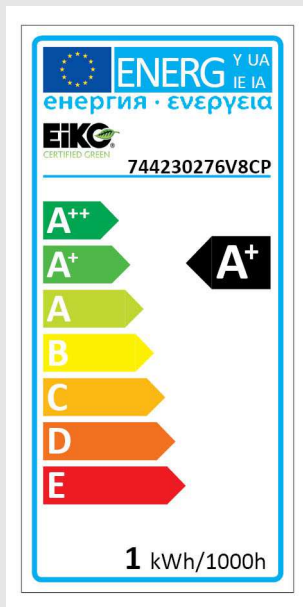 ENERG Y UA
IE IA
енергия · ενεργεια
EiKO®
CERTIFIED GREEN
744230276V8CP
A++
A+
A+
A
B
C
D
E
1 kWh/1000h